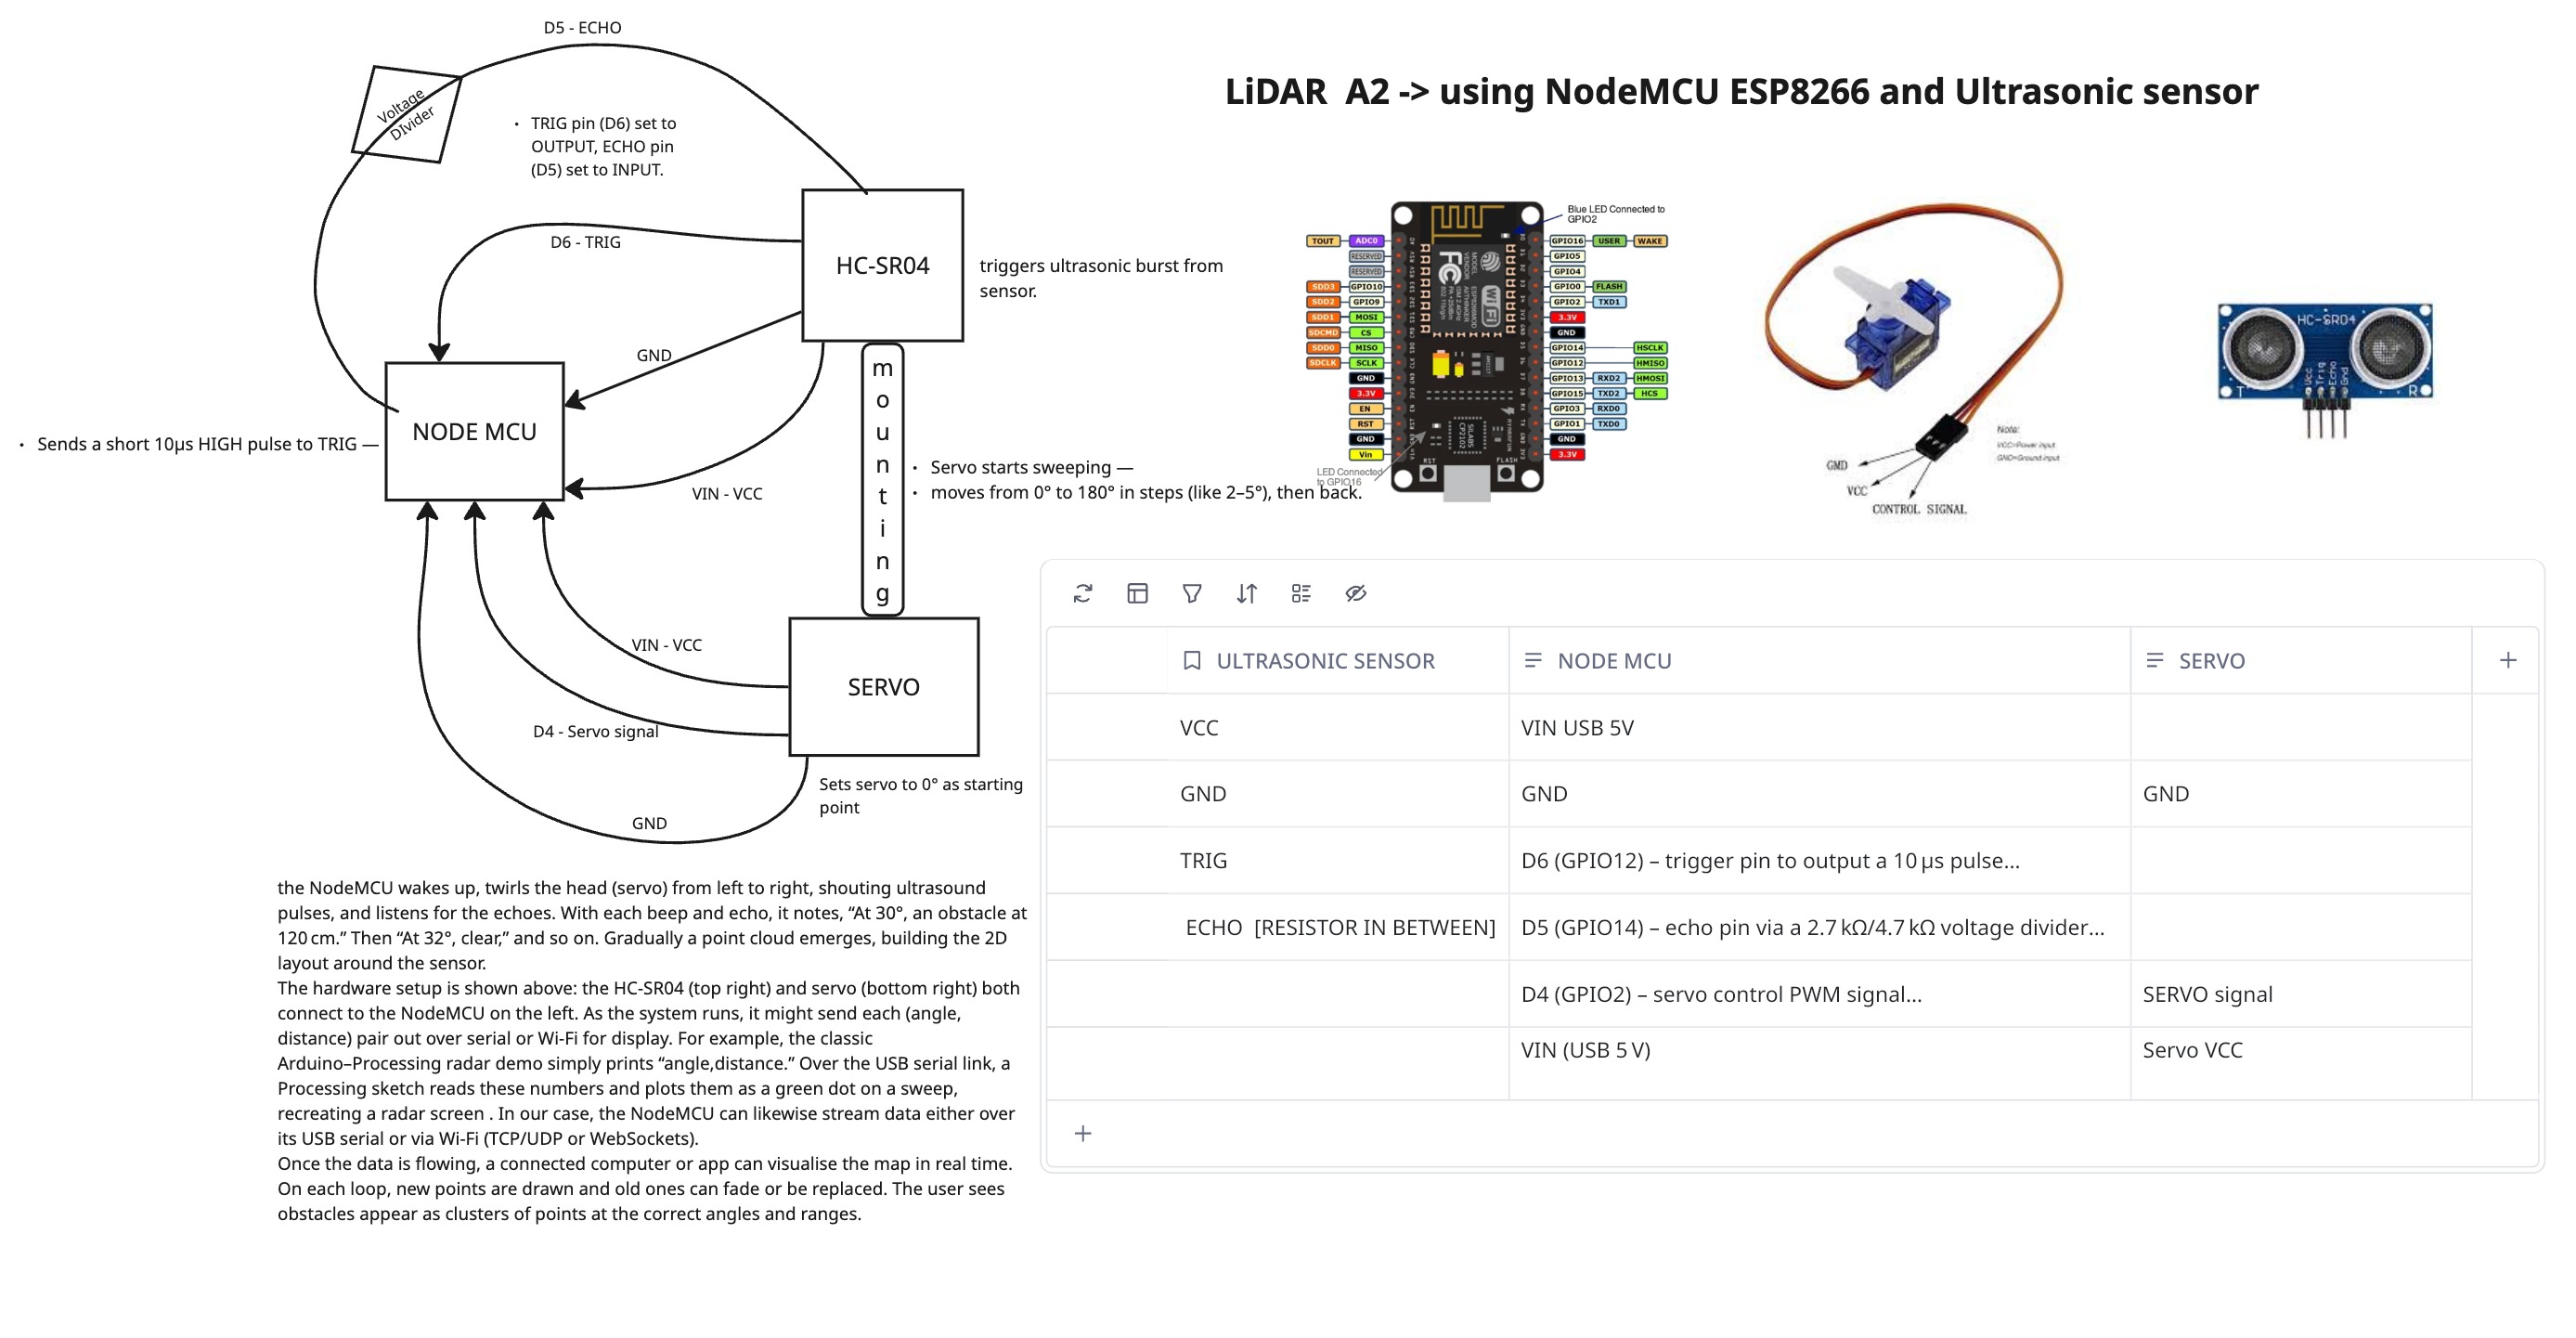 D5 - ECHO
Voltage
DIvider
• TRIG pin (D6) set to
OUTPUT, ECHO pin
(D5) set to INPUT.
D6 - TRIG
HC-SR04
triggers ultrasonic burst from
sensor.
GND
NODE MCU
• Sends a short 10µs HIGH pulse to TRIG —
VIN - VCC
mounting
• Servo starts sweeping —
• moves from 0° to 180° in steps (like 2–5°), then back.
VIN - VCC
SERVO
D4 - Servo signal
Sets servo to 0° as starting
point
GND
the NodeMCU wakes up, twirls the head (servo) from left to right, shouting ultrasound
pulses, and listens for the echoes. With each beep and echo, it notes, “At 30°, an obstacle at
120 cm.” Then “At 32°, clear,” and so on. Gradually a point cloud emerges, building the 2D
layout around the sensor.
The hardware setup is shown above: the HC-SR04 (top right) and servo (bottom right) both
connect to the NodeMCU on the left. As the system runs, it might send each (angle,
distance) pair out over serial or Wi-Fi for display. For example, the classic
Arduino–Processing radar demo simply prints “angle,distance.” Over the USB serial link, a
Processing sketch reads these numbers and plots them as a green dot on a sweep,
recreating a radar screen . In our case, the NodeMCU can likewise stream data either over
its USB serial or via Wi-Fi (TCP/UDP or WebSockets).
Once the data is flowing, a connected computer or app can visualise the map in real time.
On each loop, new points are drawn and old ones can fade or be replaced. The user sees
obstacles appear as clusters of points at the correct angles and ranges.
LiDAR A2 -> using NodeMCU ESP8266 and Ultrasonic sensor
Blue LED Connected to
GPIO2
TOUT ADC0
RESERVED
RESERVED
SDD3 GPIO10
SDD2 GPIO9
SDD1 MOSI
SDCMD CS
SDD0 MISO
SDCLK SCLK
GND
3.3V
EN
RST
GND
Vin
LED Connected
to GPIO16
GPIO16 USER WAKE
GPIO5
GPIO4
GPIO0 FLASH
GPIO2 TXD1
3.3V
GND
GPIO14 HSCLK
GPIO12 HMISO
GPIO13 RXD2 HMOSI
GPIO15 TXD2 HCS
GPIO3 RXD0
GPIO1 TXD0
GND
3.3V
FC
WiFi
SILABS
CP2102
RST
FLASH
GMD
VCC
CONTROL SIGNAL
Note:
VCC=Power input
GND=Ground input
HC-SR04
Vcc
Trig
Echo
Gnd
T
R
ULTRASONIC SENSOR NODE MCU SERVO
VCC VIN USB 5V
GND GND GND
TRIG D6 (GPIO12) – trigger pin to output a 10 µs pulse...
ECHO [RESISTOR IN BETWEEN] D5 (GPIO14) – echo pin via a 2.7 kΩ/4.7 kΩ voltage divider...
D4 (GPIO2) – servo control PWM signal... SERVO signal
VIN (USB 5 V) Servo VCC